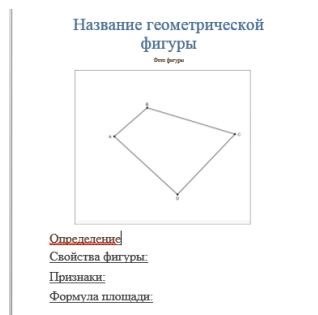 Название геометрической
фигуры
Фото фигуры
B
A
C
D
Определение
Свойства фигуры:
Признаки:
Формула площади: